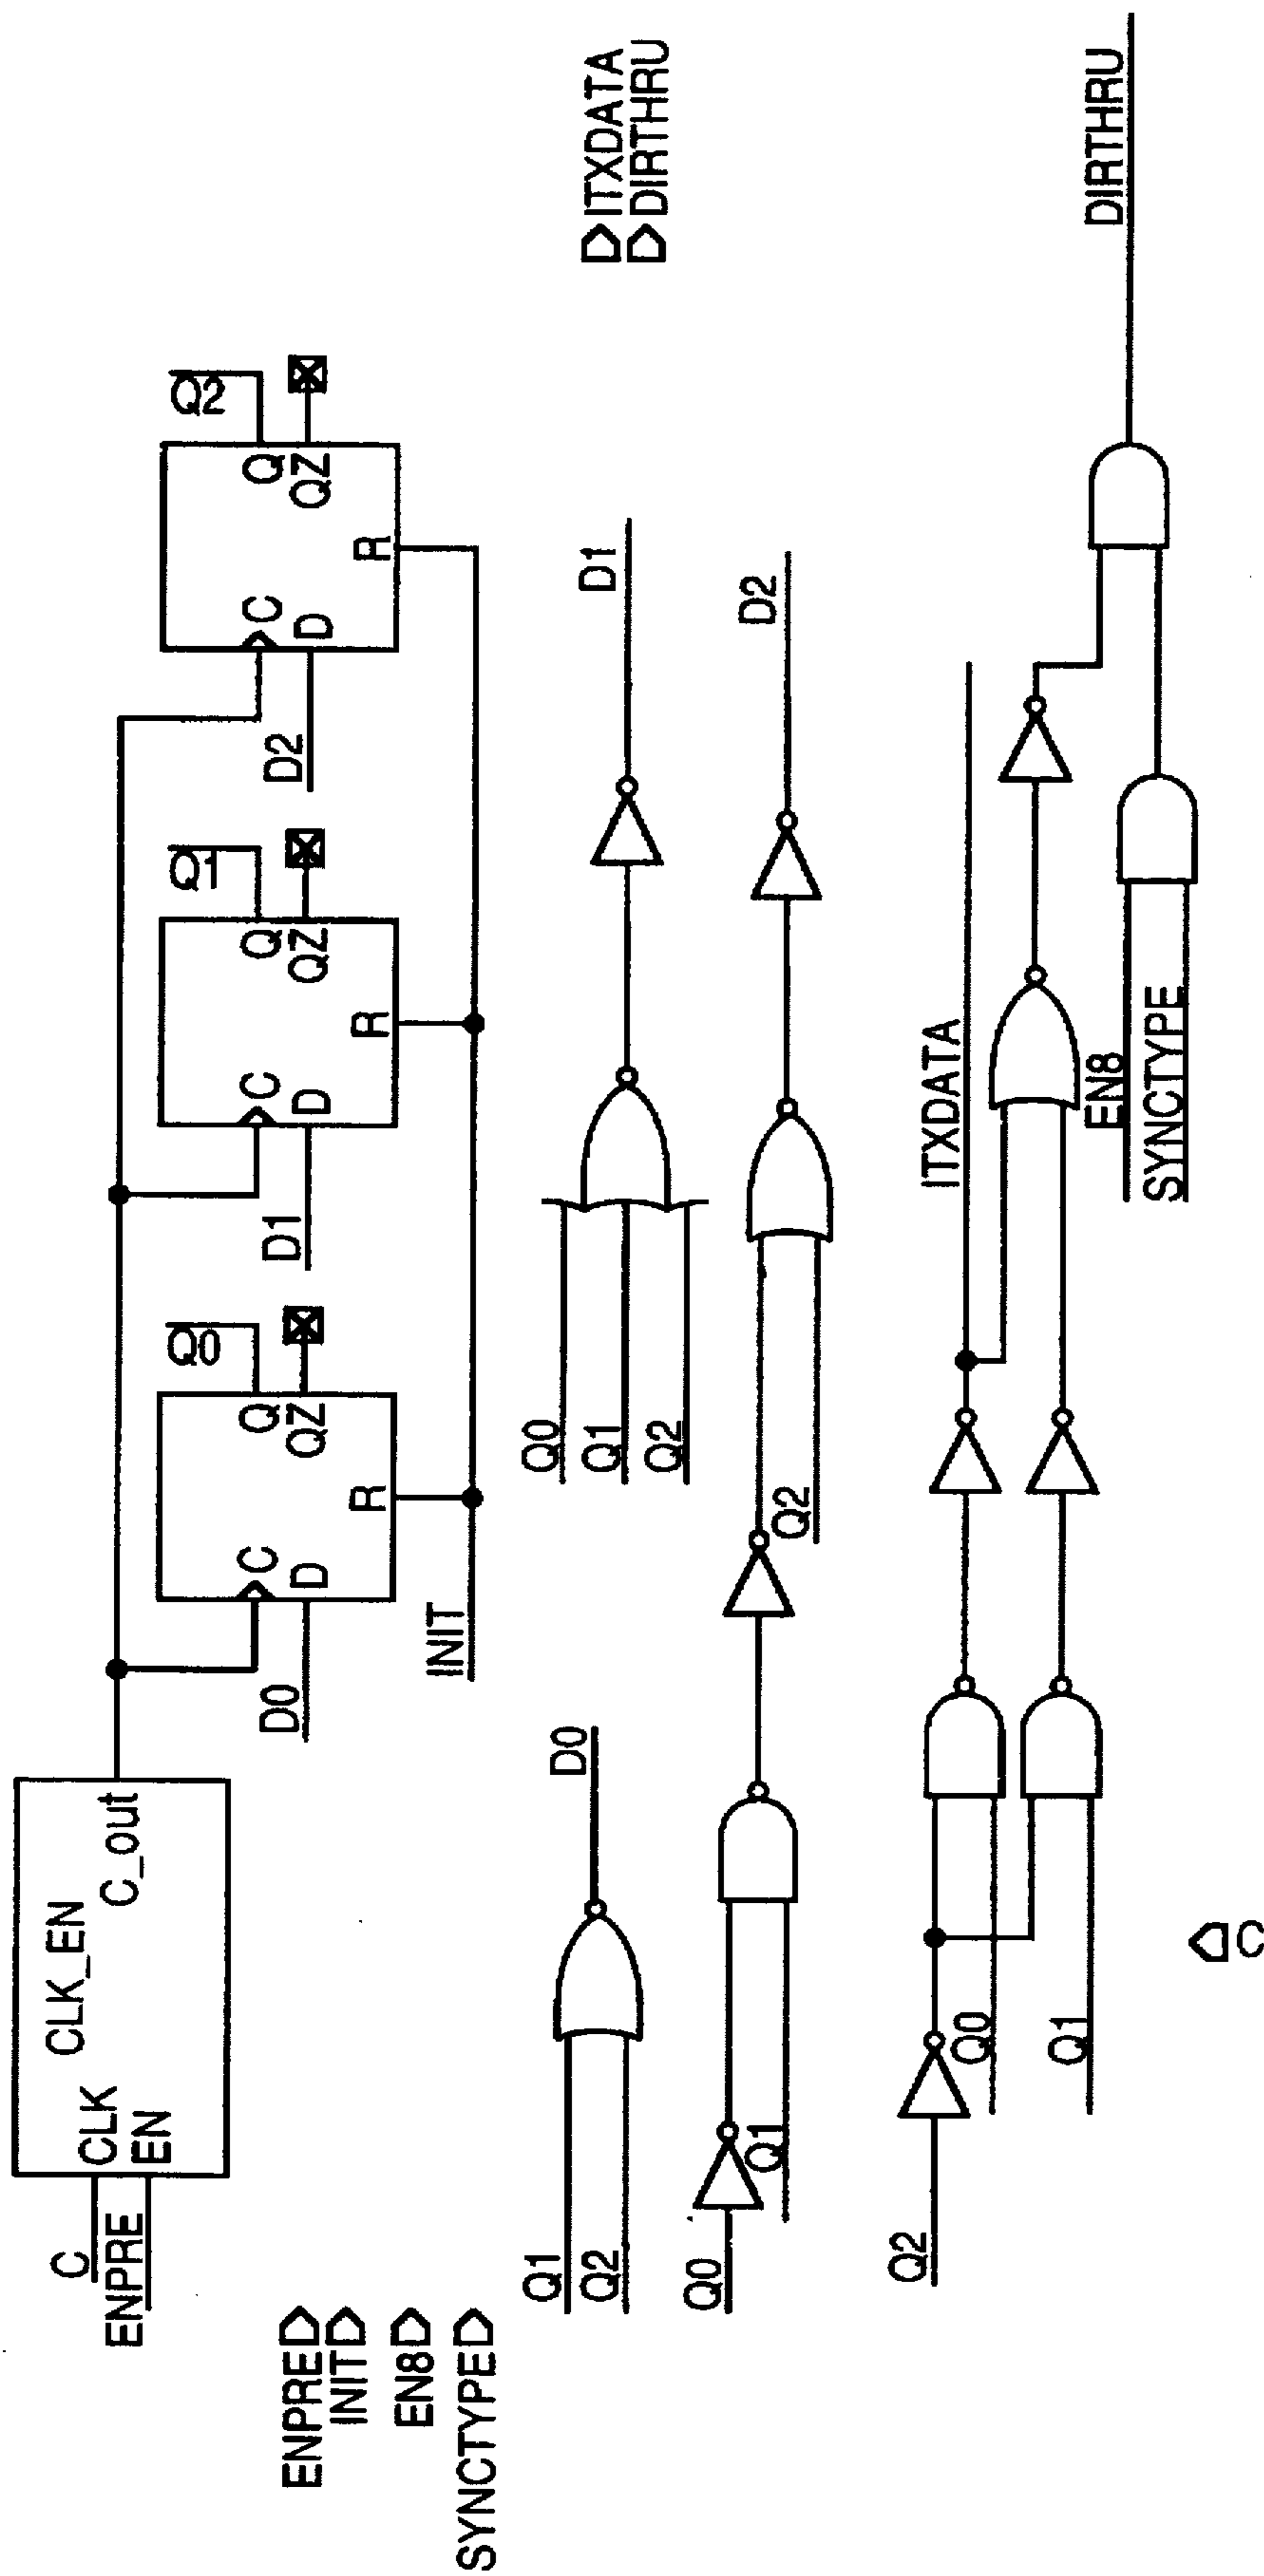 C
ENPRE
CLK
EN
CLK_EN
C_out
D0
C
D
Q
QZ
R
Q0
D1
C
D
Q
QZ
R
Q1
D2
C
D
Q
QZ
R
Q2
INIT
ENPRE
INIT
EN8
SYNCTYPE
Q1
Q2
D0
Q0
Q1
Q2
D1
ITXDATA
DIRTHRU
Q0
Q1
Q2
D2
Q2
Q0
Q1
ITXDATA
EN8
SYNCTYPE
DIRTHRU
C